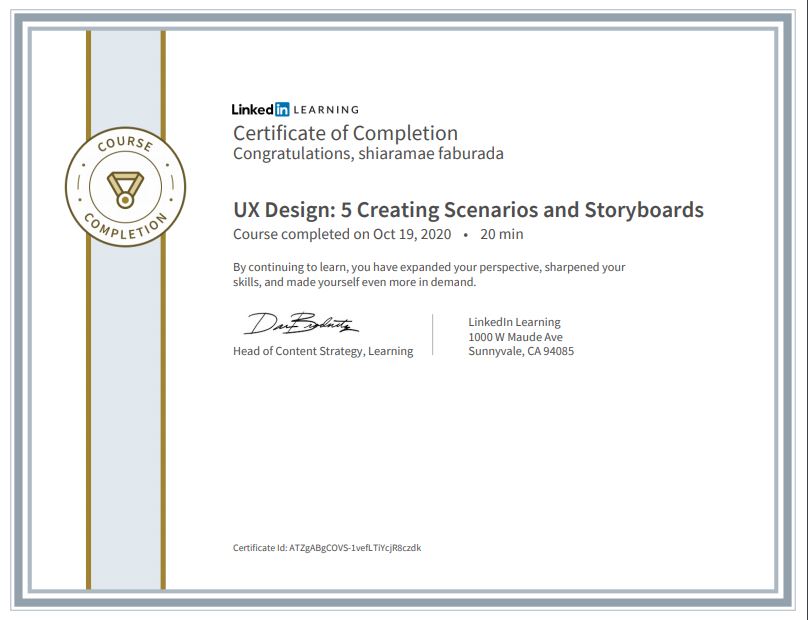 LinkedIn LEARNING
Certificate of Completion
Congratulations, shiaramae faburada
COURSE
COMPLETION
UX Design: 5 Creating Scenarios and Storyboards
Course completed on Oct 19, 2020 • 20 min
By continuing to learn, you have expanded your perspective, sharpened your
skills, and made yourself even more in demand.
Head of Content Strategy, Learning
LinkedIn Learning
1000 W Maude Ave
Sunnyvale, CA 94085
Certificate Id: ATZgABgCOVS-1vefLTiYcjR8czdk